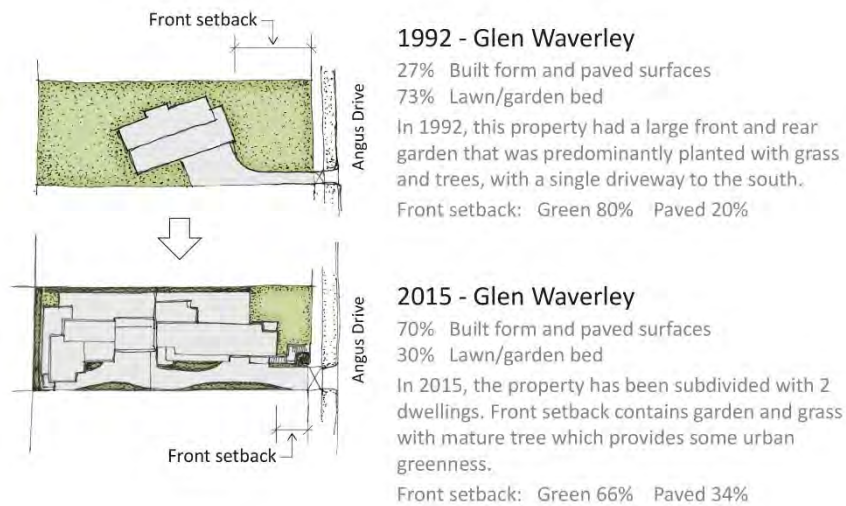 Front setback
Angus Drive
1992 - Glen Waverley
27% Built form and paved surfaces
73% Lawn/garden bed
In 1992, this property had a large front and rear
garden that was predominantly planted with grass
and trees, with a single driveway to the south.
Front setback: Green 80% Paved 20%
Angus Drive
Front setback
2015 - Glen Waverley
70% Built form and paved surfaces
30% Lawn/garden bed
In 2015, the property has been subdivided with 2
dwellings. Front setback contains garden and grass
with mature tree which provides some urban
greenness.
Front setback: Green 66% Paved 34%